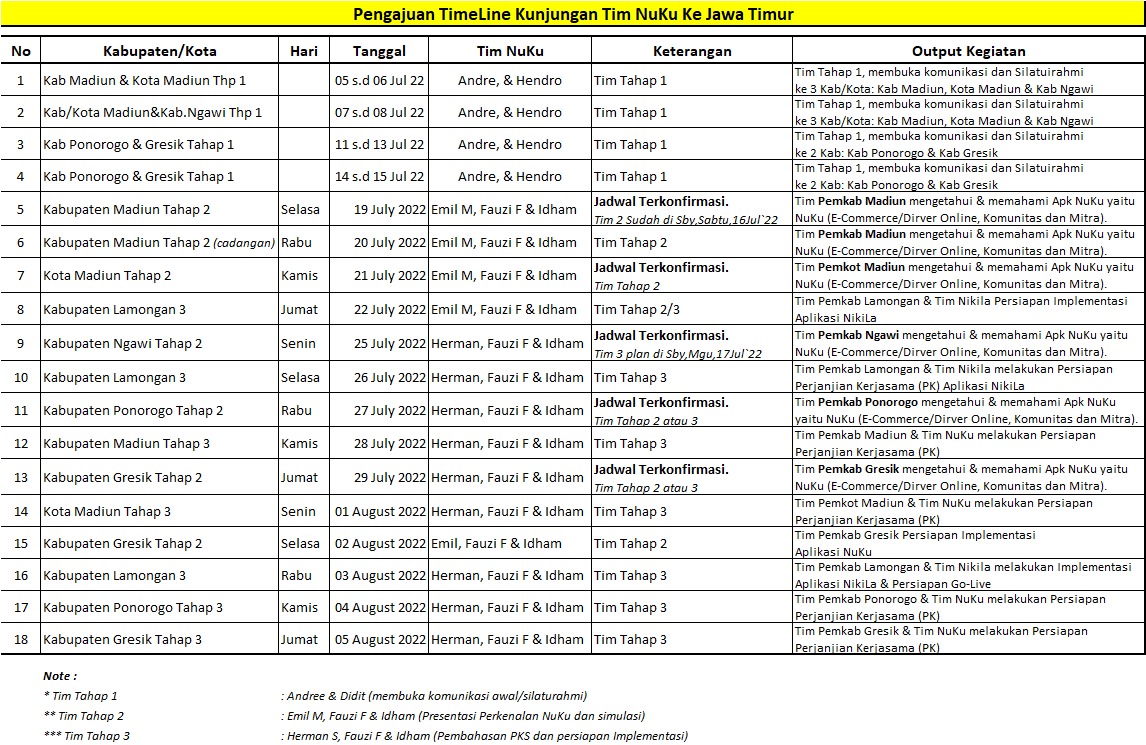 Pengajuan TimeLine Kunjungan Tim NuKu Ke Jawa Timur
No Kabupaten/Kota Hari Tanggal Tim NuKu Keterangan Output Kegiatan
1 Kab Madiun & Kota Madiun Thp 1 05 s.d 06 Jul 22 Andre, & Hendro Tim Tahap 1 Tim Tahap 1, membuka komunikasi dan Silatuirahmi
ke 3 Kab/Kota: Kab Madiun, Kota Madiun & Kab Ngawi
2 Kab/Kota Madiun&Kab.Ngawi Thp 1 07 s.d 08 Jul 22 Andre, & Hendro Tim Tahap 1 Tim Tahap 1, membuka komunikasi dan Silatuirahmi
ke 3 Kab/Kota: Kab Madiun, Kota Madiun & Kab Ngawi
3 Kab Ponorogo & Gresik Tahap 1 11 s.d 13 Jul 22 Andre, & Hendro Tim Tahap 1 Tim Tahap 1, membuka komunikasi dan Silatuirahmi
ke 2 Kab: Kab Ponorogo & Kab Gresik
4 Kab Ponorogo & Gresik Tahap 1 14 s.d 15 Jul 22 Andre, & Hendro Tim Tahap 1 Tim Tahap 1, membuka komunikasi dan Silatuirahmi
ke 2 Kab: Kab Ponorogo & Kab Gresik
5 Kabupaten Madiun Tahap 2 Selasa 19 July 2022 Emil M, Fauzi F & Idham Jadwal Terkonfirmasi. Tim Pemkab Madiun mengetahui & memahami Apk NuKu yaitu
Tim 2 Sudah di Sby,Sabtu,16Jul`22 NuKu (E-Commerce/Dirver Online, Komunitas dan Mitra).
6 Kabupaten Madiun Tahap 2 (cadangan) Rabu 20 July 2022 Emil M, Fauzi F & Idham Tim Tahap 2 Tim Pemkab Madiun mengetahui & memahami Apk NuKu yaitu
NuKu (E-Commerce/Dirver Online, Komunitas dan Mitra).
7 Kota Madiun Tahap 2 Kamis 21 July 2022 Emil M, Fauzi F & Idham Jadwal Terkonfirmasi. Tim Pemkot Madiun mengetahui & memahami Apk NuKu yaitu
Tim Tahap 2 NuKu (E-Commerce/Dirver Online, Komunitas dan Mitra).
8 Kabupaten Lamongan 3 Jumat 22 July 2022 Emil M, Fauzi F & Idham Tim Tahap 2/3 Tim Pemkab Lamongan & Tim Nikila Persiapan Implementasi
Aplikasi NikiLa
9 Kabupaten Ngawi Tahap 2 Senin 25 July 2022 Herman, Fauzi F & Idham Jadwal Terkonfirmasi. Tim Pemkab Ngawi mengetahui & memahami Apk NuKu yaitu
Tim 3 plan di Sby,Mgu,17Jul`22 NuKu (E-Commerce/Dirver Online, Komunitas dan Mitra).
10 Kabupaten Lamongan 3 Selasa 26 July 2022 Herman, Fauzi F & Idham Tim Tahap 3 Tim Pemkab Lamongan & Tim Nikila melakukan Persiapan
Perjanjian Kerjasama (PK) Aplikasi NikiLa
11 Kabupaten Ponorogo Tahap 2 Rabu 27 July 2022 Herman, Fauzi F & Idham Jadwal Terkonfirmasi. Tim Pemkab Ponorogo mengetahui & memahami Apk NuKu
Tim Tahap 2 atau 3 yaitu NuKu (E-Commerce/Dirver Online, Komunitas dan Mitra).
12 Kabupaten Madiun Tahap 3 Kamis 28 July 2022 Herman, Fauzi F & Idham Tim Tahap 3 Tim Pemkab Madiun & Tim NuKu melakukan Persiapan
Perjanjian Kerjasama (PK)
13 Kabupaten Gresik Tahap 2 Jumat 29 July 2022 Herman, Fauzi F & Idham Jadwal Terkonfirmasi. Tim Pemkab Gresik mengetahui & memahami Apk NuKu yaitu
Tim Tahap 2 atau 3 NuKu (E-Commerce/Dirver Online, Komunitas dan Mitra).
14 Kota Madiun Tahap 3 Senin 01 August 2022 Herman, Fauzi F & Idham Tim Tahap 3 Tim Pemkot Madiun & Tim NuKu melakukan Persiapan
Perjanjian Kerjasama (PK)
15 Kabupaten Gresik Tahap 2 Selasa 02 August 2022 Emil, Fauzi F & Idham Tim Tahap 2 Tim Pemkab Gresik Persiapan Implementasi
Aplikasi NuKu
16 Kabupaten Lamongan 3 Rabu 03 August 2022 Herman, Fauzi F & Idham Tim Tahap 3 Tim Pemkab Lamongan & Tim Nikila melakukan Implementasi
Aplikasi NikiLa & Persiapan Go-Live
17 Kabupaten Ponorogo Tahap 3 Kamis 04 August 2022 Herman, Fauzi F & Idham Tim Tahap 3 Tim Pemkab Ponorogo & Tim NuKu melakukan Persiapan
Perjanjian Kerjasama (PK)
18 Kabupaten Gresik Tahap 3 Jumat 05 August 2022 Herman, Fauzi F & Idham Tim Tahap 3 Tim Pemkab Gresik & Tim NuKu melakukan Persiapan
Perjanjian Kerjasama (PK)
Note :
* Tim Tahap 1 : Andree & Didit (membuka komunikasi awal/silaturahmi)
** Tim Tahap 2 : Emil M, Fauzi F & Idham (Presentasi Perkenalan NuKu dan simulasi)
*** Tim Tahap 3 : Herman S, Fauzi F & Idham (Pembahasan PKS dan persiapan Implementasi)